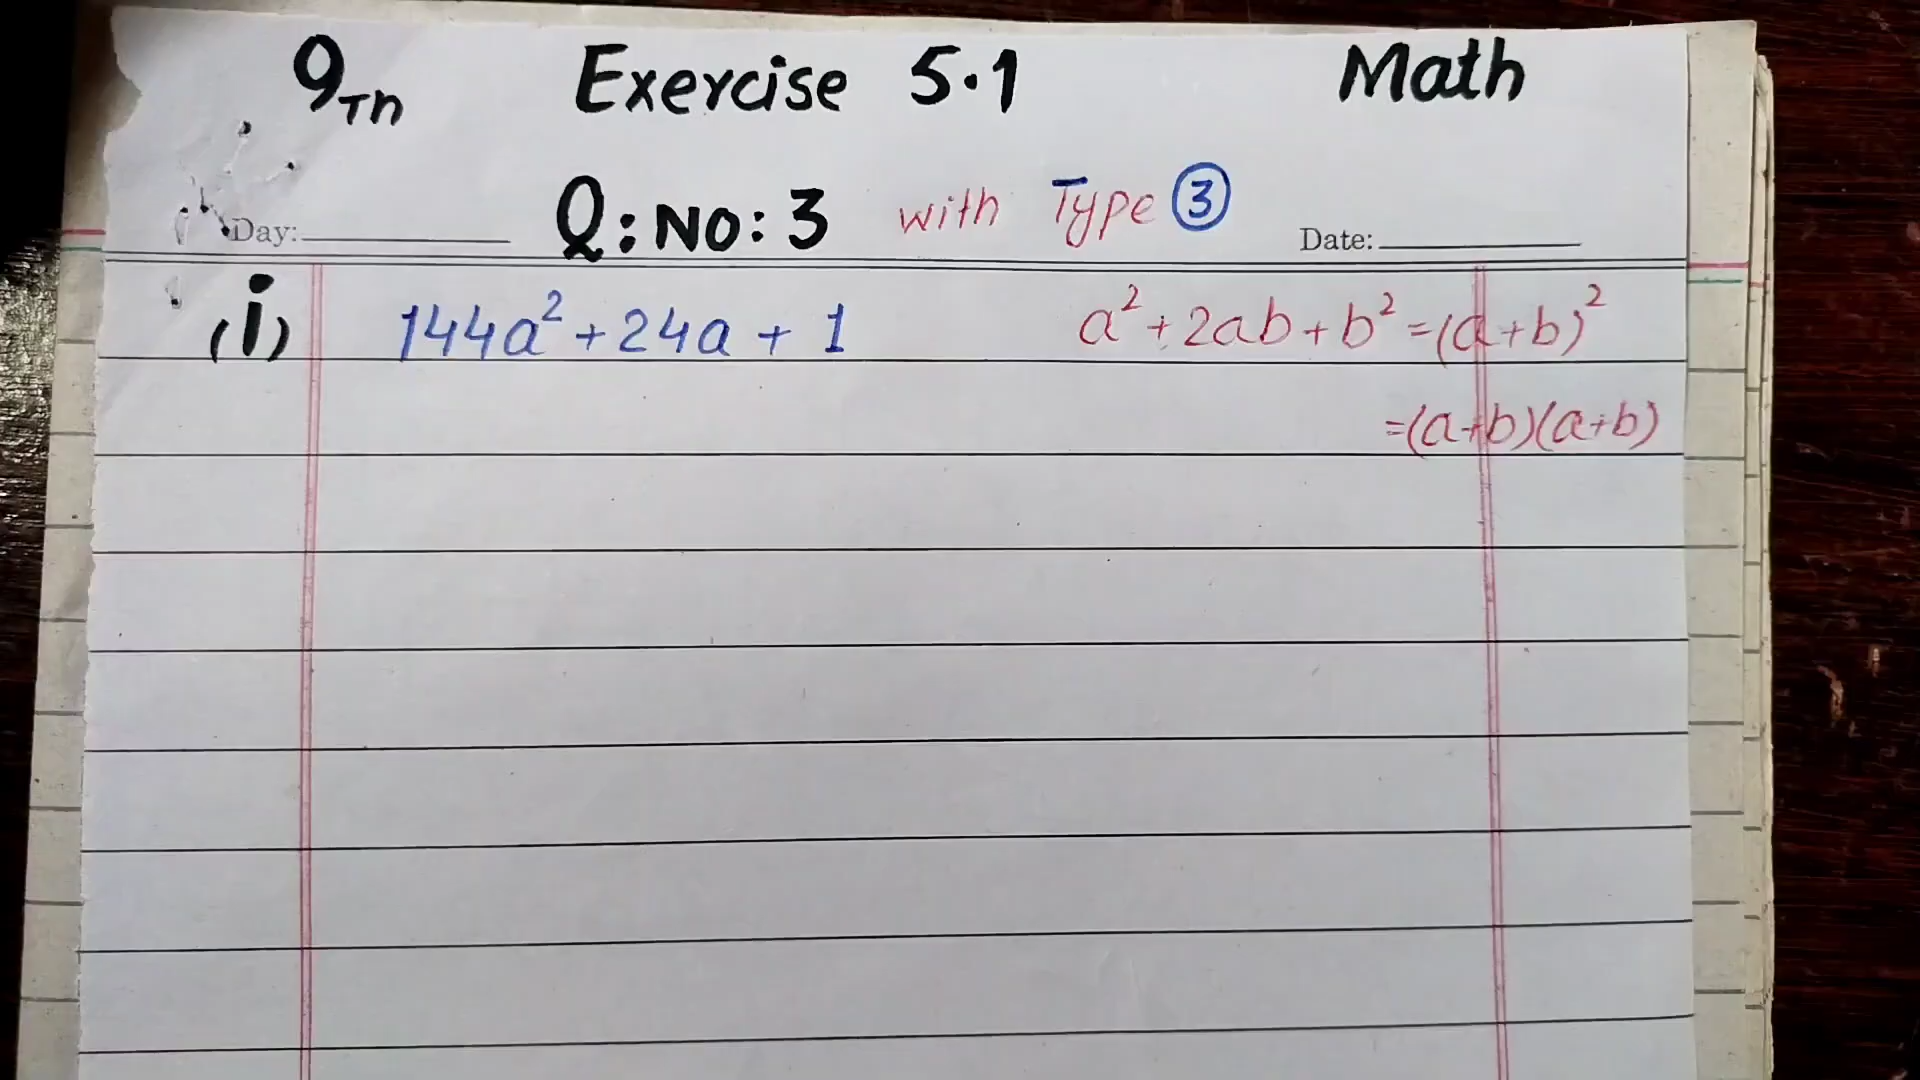 9Th Exercise 5.1 Math
Q:No:3 with Type 3
Day: Date:
(i) 144a² + 24a + 1 a² + 2ab + b² = (a+b)²
= (a+b)(a+b)